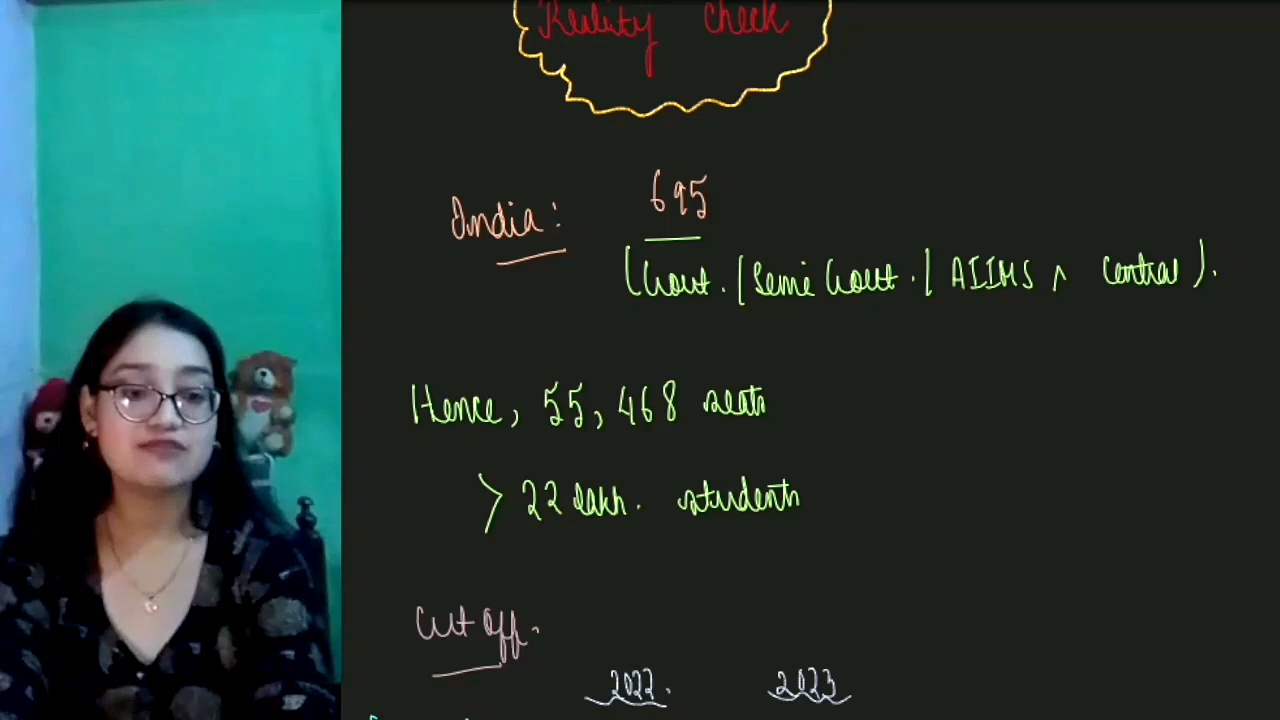 Reality check
India: 695
(Govt. / Semi Govt. / AIIMS ^ Central).
Hence, 55,468 seats
> 22 lakh. students
Cut off.
2022. 2023